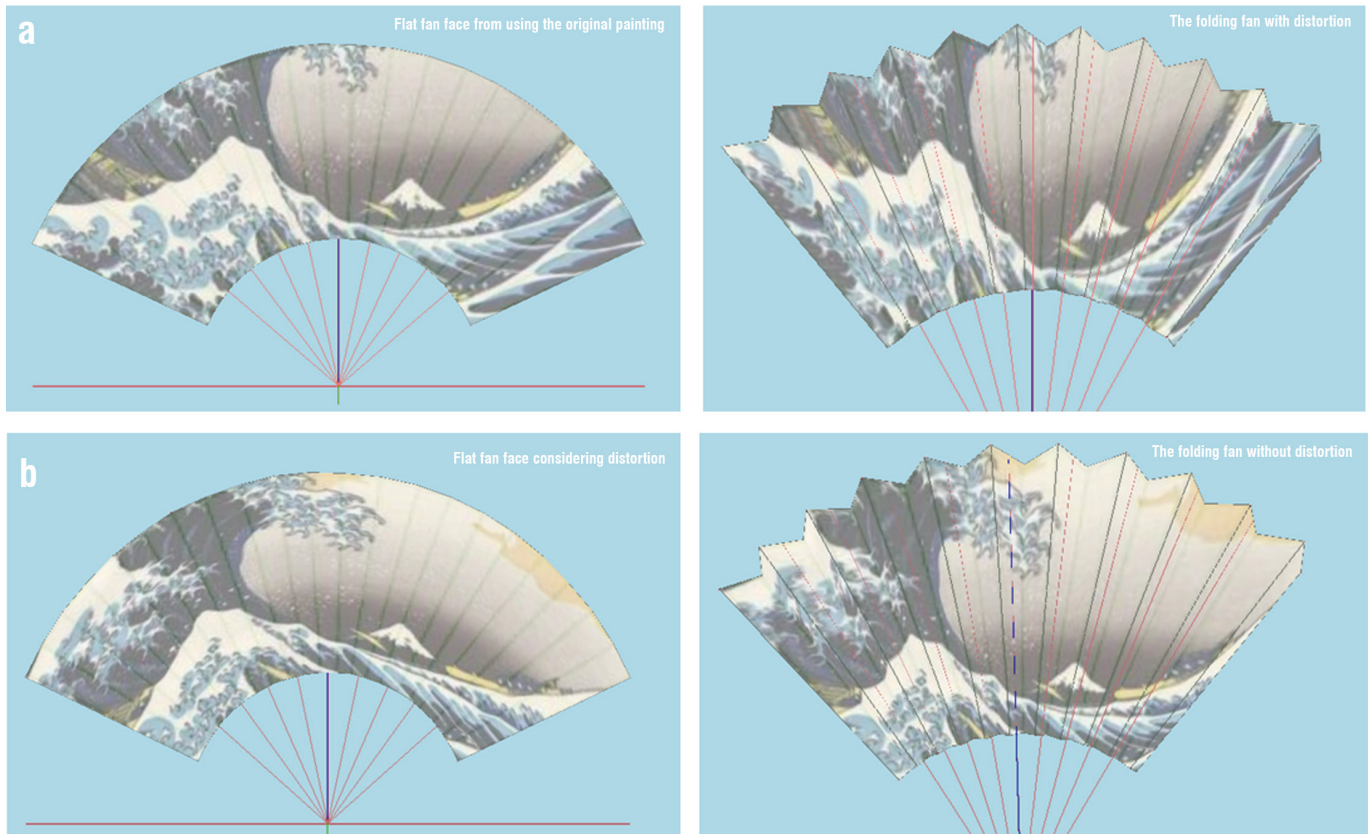 a
Flat fan face from using the original painting
The folding fan with distortion
b
Flat fan face considering distortion
The folding fan without distortion